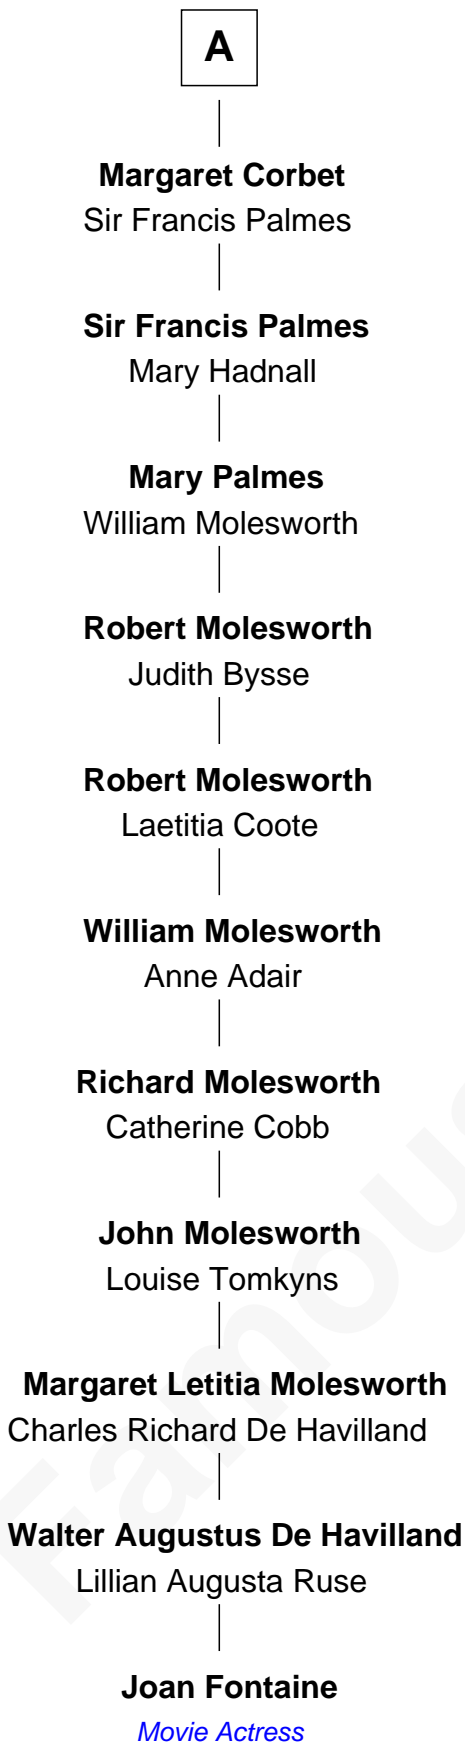 A
Margaret Corbet
Sir Francis Palmes
Sir Francis Palmes
Mary Hadnall
Mary Palmes
William Molesworth
Robert Molesworth
Judith Bysse
Robert Molesworth
Laetitia Coote
William Molesworth
Anne Adair
Richard Molesworth
Catherine Cobb
John Molesworth
Louise Tomkyns
Margaret Letitia Molesworth
Charles Richard De Havilland
Walter Augustus De Havilland
Lillian Augusta Ruse
Joan Fontaine
Movie Actress
Famous